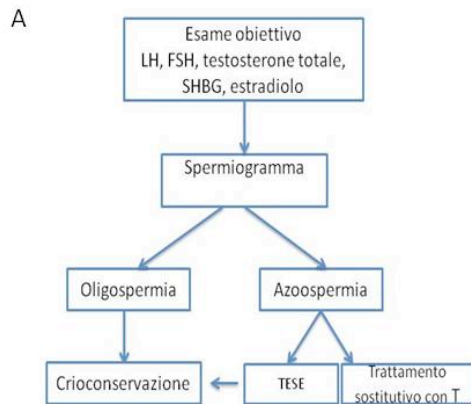 A
Esame obiettivo
LH, FSH, testosterone totale,
SHBG, estradiolo
Spermiogramma
Oligospermia
Azoospermia
Crioconservazione
TESE
Trattamento
sostitutivo con T